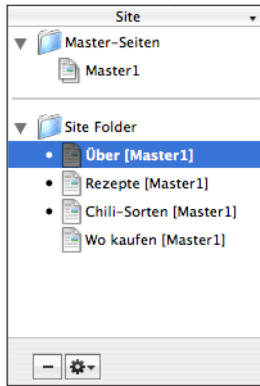 Site
Master-Seiten
Master1
Site Folder
Über [Master1]
Rezepte [Master1]
Chili-Sorten [Master1]
Wo kaufen [Master1]